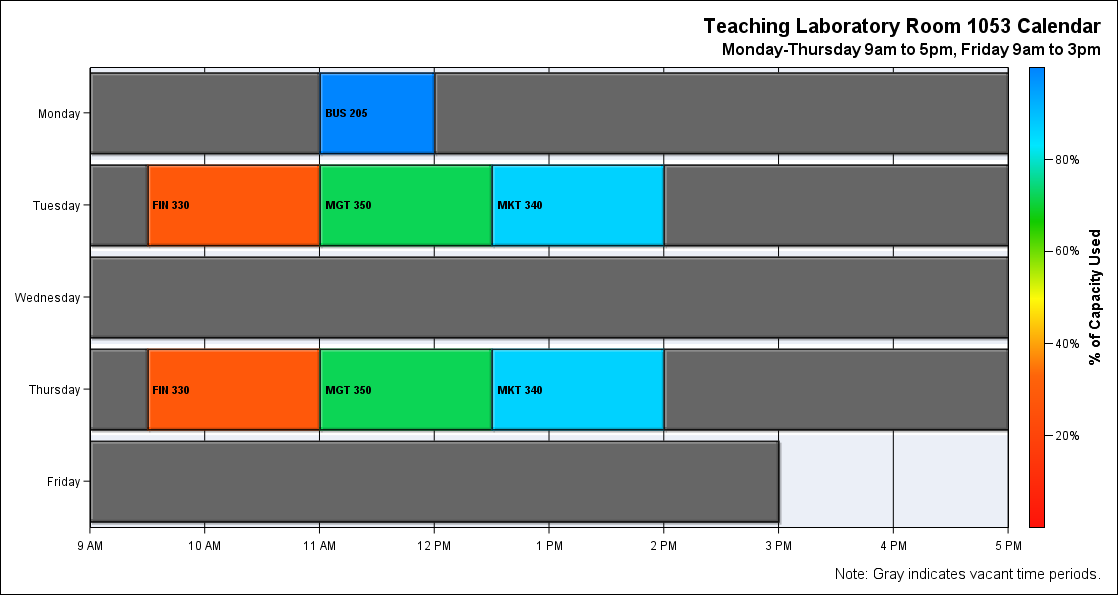 Teaching Laboratory Room 1053 Calendar
Monday-Thursday 9am to 5pm, Friday 9am to 3pm
Monday
BUS 205
Tuesday
FIN 330
MGT 350
MKT 340
Wednesday
Thursday
FIN 330
MGT 350
MKT 340
Friday
9 AM
10 AM
11 AM
12 PM
1 PM
2 PM
3 PM
4 PM
5 PM
80%
60%
40%
20%
% of Capacity Used
Note: Gray indicates vacant time periods.